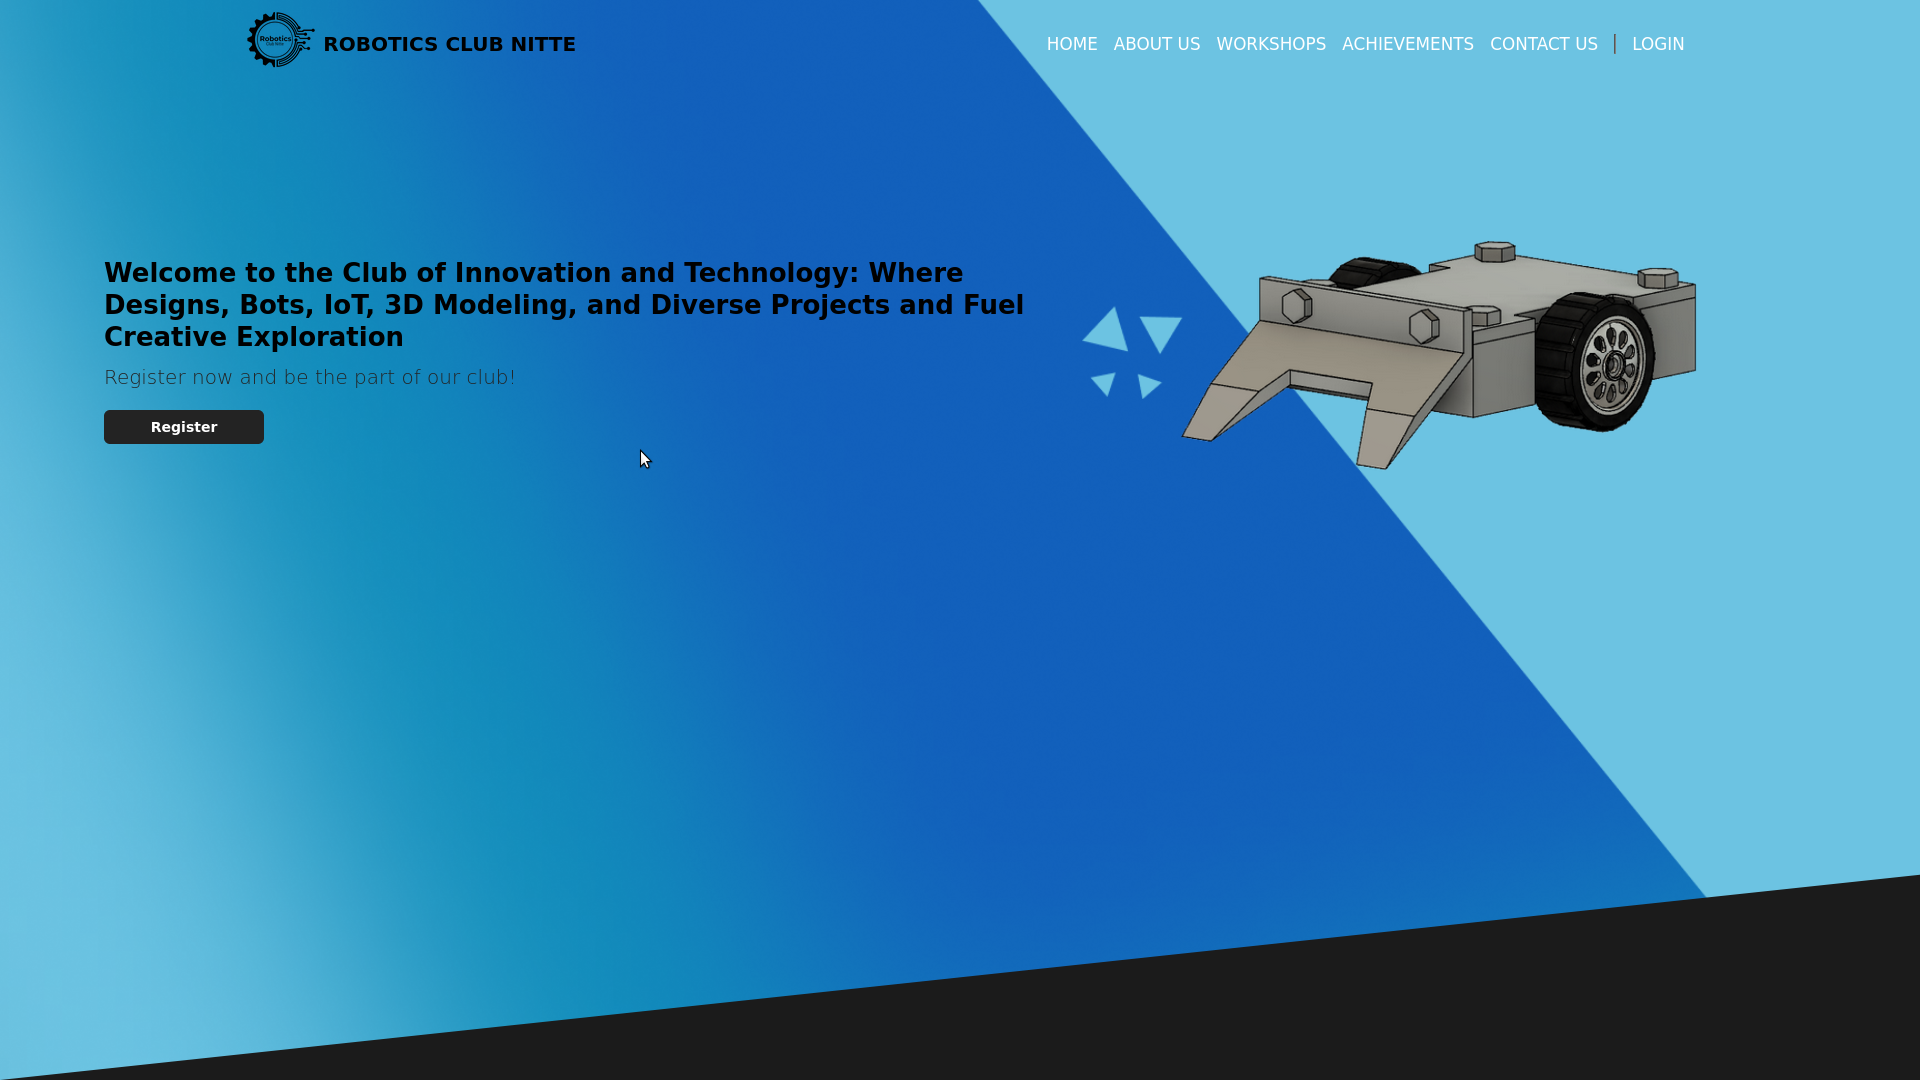 Robotics
ROBOTICS CLUB NITTE
HOME ABOUT US WORKSHOPS ACHIEVEMENTS CONTACT US | LOGIN
Welcome to the Club of Innovation and Technology: Where
Designs, Bots, IoT, 3D Modeling, and Diverse Projects and Fuel
Creative Exploration
Register now and be the part of our club!
Register